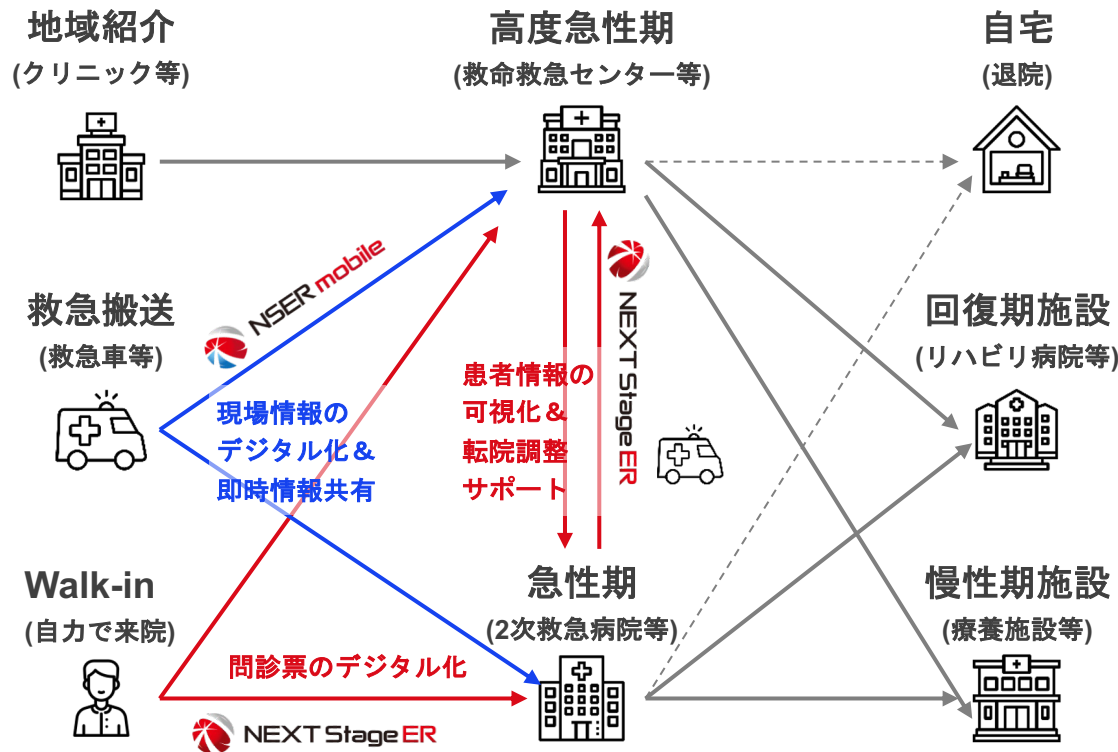 地域紹介
(クリニック等)
高度急性期
(救命救急センター等)
自宅
(退院)
NSER mobile
NEXT Stage ER
救急搬送
(救急車等)
現場情報の
デジタル化＆
即時情報共有
患者情報の
可視化＆
転院調整
サポート
回復期施設
(リハビリ病院等)
Walk-in
(自力で来院)
急性期
(2次救急病院等)
慢性期施設
(療養施設等)
問診票のデジタル化
NEXT Stage ER